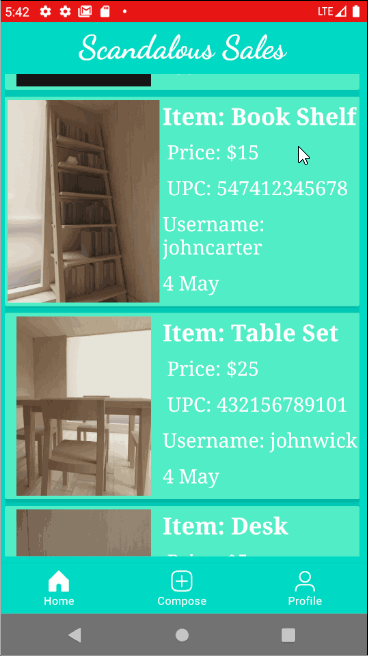 5:42
LTE
Scandalous Sales
Item: Book Shelf
Price: $15
UPC: 547412345678
Username:
johncarter
4 May
Item: Table Set
Price: $25
UPC: 432156789101
Username: johnwick
4 May
Item: Desk
Home
Compose
Profile